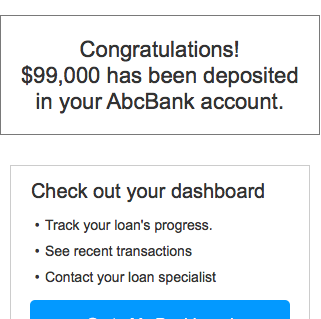 Congratulations!
$99,000 has been deposited
in your AbcBank account.
Check out your dashboard
• Track your loan's progress.
• See recent transactions
• Contact your loan specialist